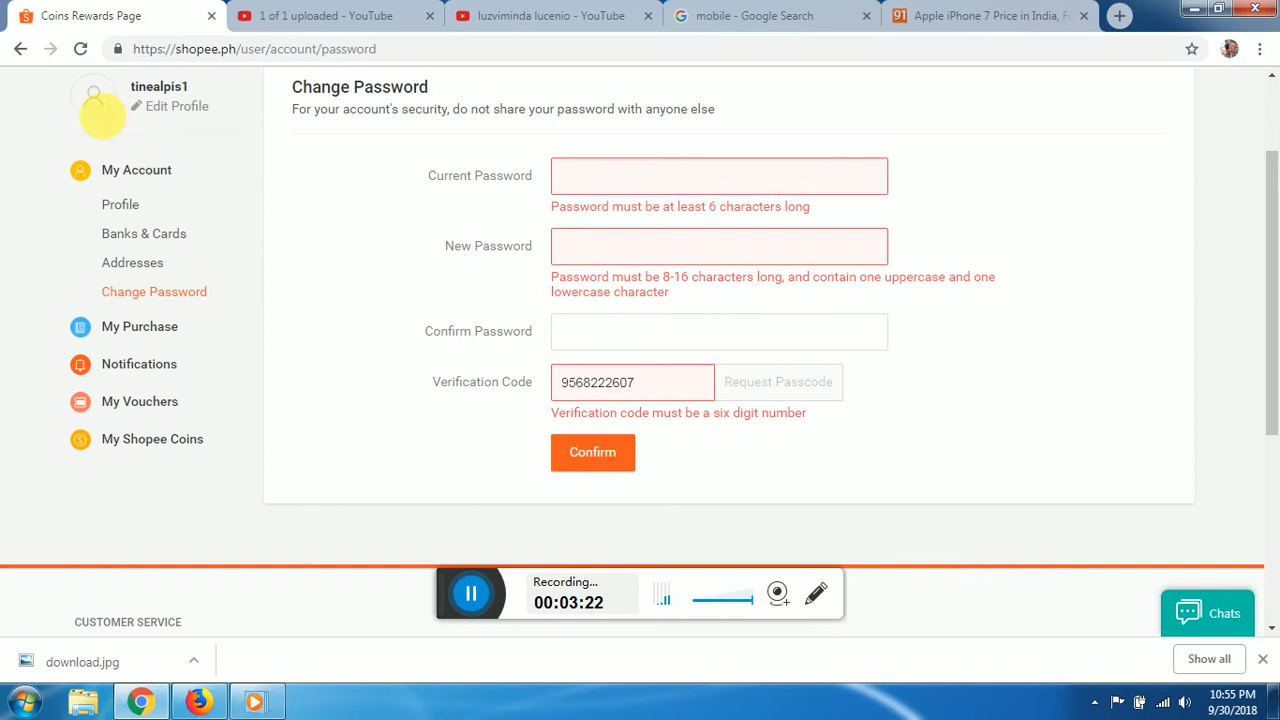 Coins Rewards Page
1 of 1 uploaded - YouTube
luzviminda lucenio - YouTube
mobile - Google Search
91
Apple iPhone 7 Price in India, F
https://shopee.ph/user/account/password
tinealpis1
Edit Profile
My Account
Profile
Banks & Cards
Addresses
Change Password
My Purchase
Notifications
My Vouchers
My Shopee Coins
Change Password
For your account's security, do not share your password with anyone else
Current Password
Password must be at least 6 characters long
New Password
Password must be 8-16 characters long, and contain one uppercase and one
lowercase character
Confirm Password
Verification Code
9568222607
Request Passcode
Verification code must be a six digit number
Confirm
Recording...
00:03:22
CUSTOMER SERVICE
Chats
download.jpg
Show all
10:55 PM
9/30/2018